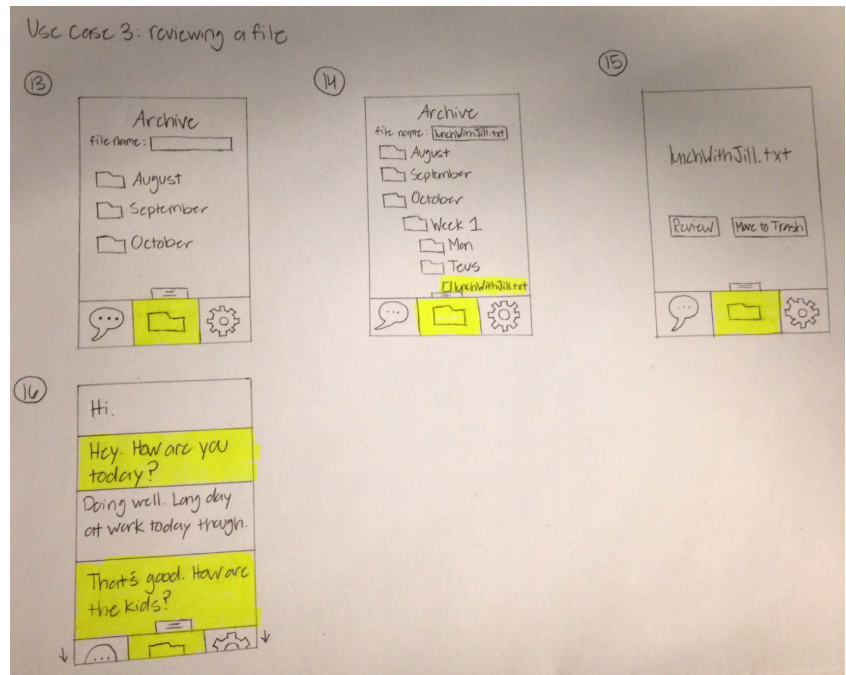 Use Case 3: reviewing a file
13
Archive
file name:
August
September
October
14
Archive
file name: lunchWithJill.txt
August
September
October
Week 1
Mon
Teus
lunchWithJill.txt
15
lunchWithJill.txt
Review Move to Trash
16
Hi.
Hey. How are you
today?
Doing well. Long day
at work today though.
That's good. How are
the kids?